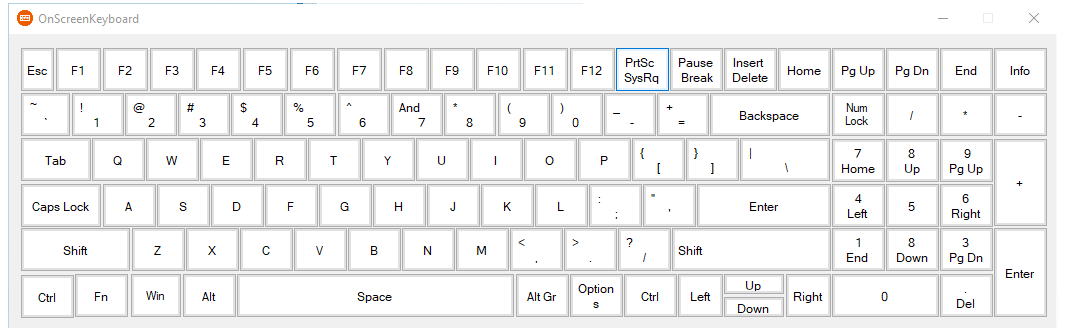 OnScreenKeyboard
Esc F1 F2 F3 F4 F5 F6 F7 F8 F9 F10 F11 F12 PrtSc SysRq Pause Break Insert Delete Home Pg Up Pg Dn End Info
~ ` ! 1 @ 2 # 3 $ 4 % 5 ^ 6 And 7 * 8 ( 9 ) 0 _ - + = Backspace Num Lock / * -
Tab Q W E R T Y U I O P { [ } ] | \ 7 Home 8 Up 9 Pg Up +
Caps Lock A S D F G H J K L : ; " , Enter 4 Left 5 6 Right
Shift Z X C V B N M < , > . ? / Shift 1 End 8 Down 3 Pg Dn Enter
Ctrl Fn Win Alt Space Alt Gr Option s Ctrl Left Up Down Right 0 . Del